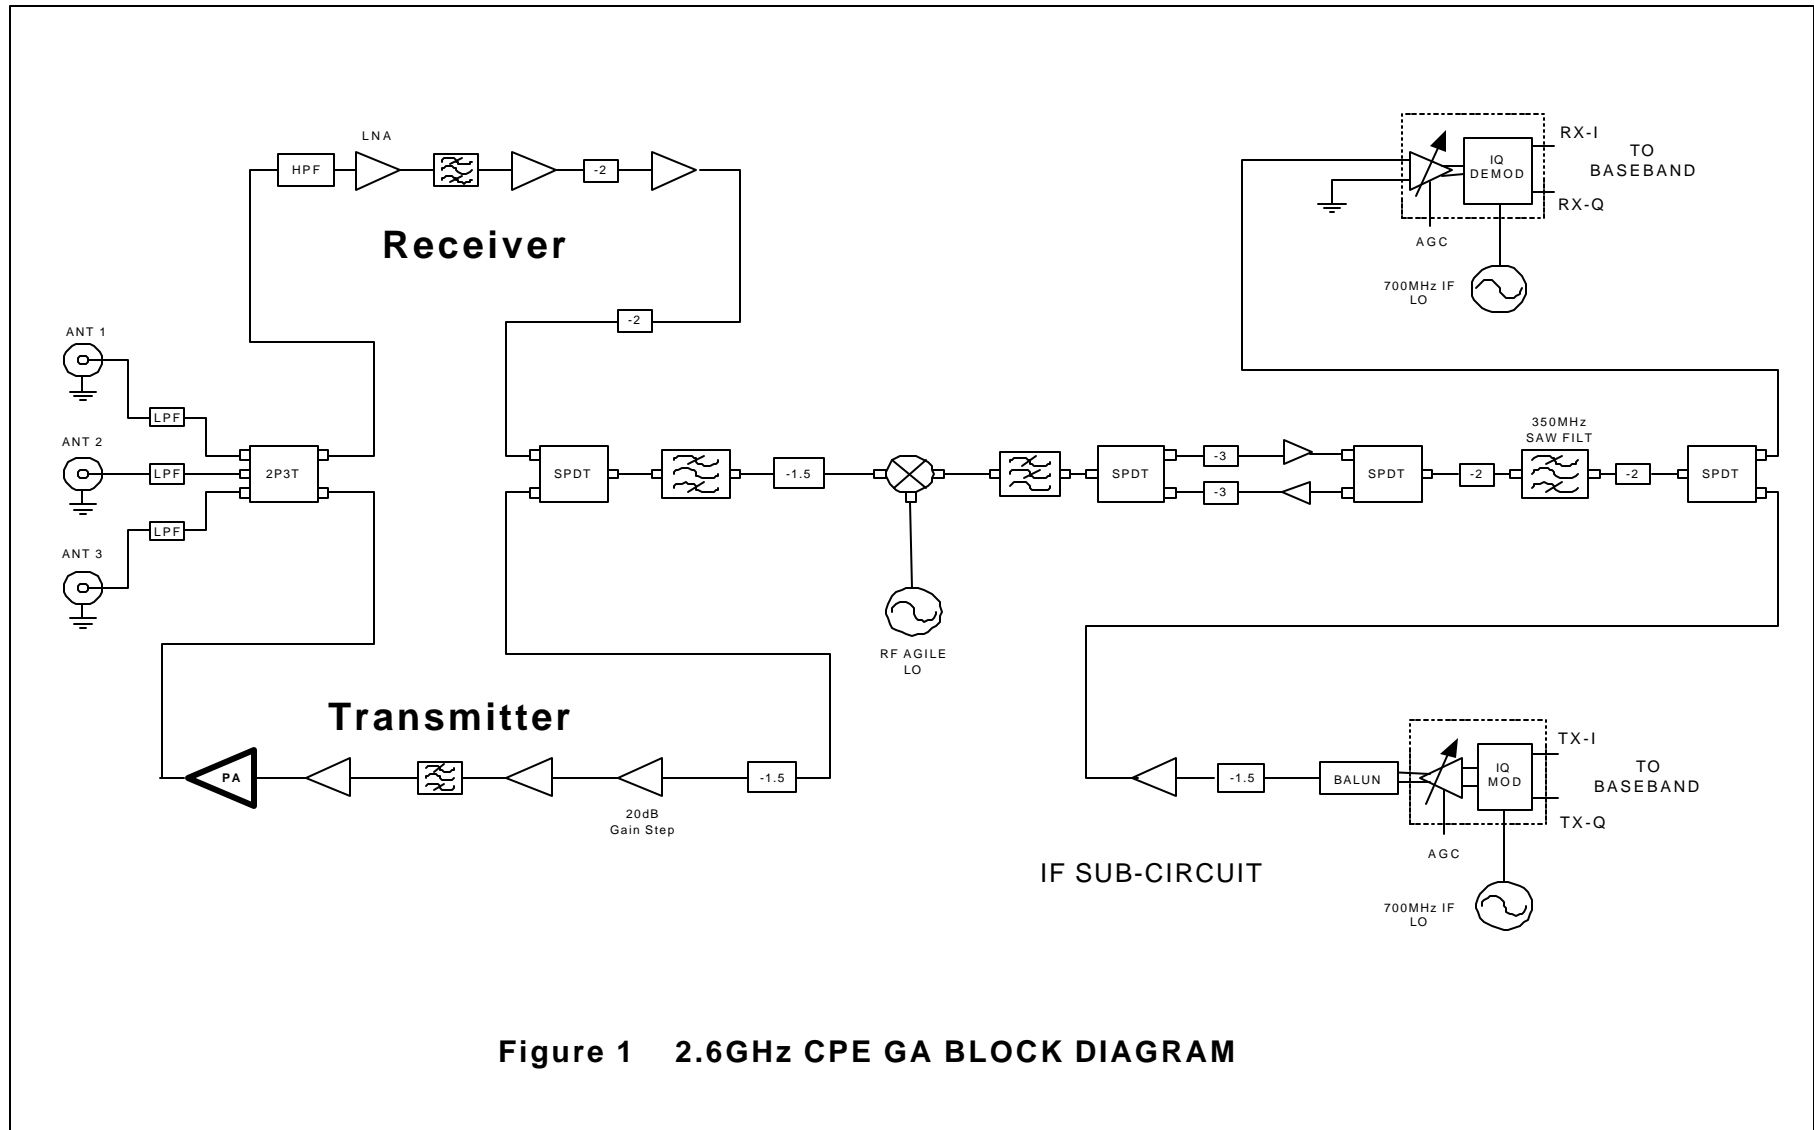 LNA
HPF
-2
Receiver
-2
RX-I
IQ
DEMOD
TO
BASEBAND
RX-Q
AGC
700MHz IF
LO
ANT 1
LPF
ANT 2
LPF
2P3T
LPF
ANT 3
SPDT
-1.5
SPDT
-3
-3
SPDT
-2
350MHz
SAW FILT
-2
SPDT
RF AGILE
LO
Transmitter
PA
20dB
Gain Step
-1.5
-1.5
BALUN
IQ
MOD
TX-I
TO
BASEBAND
TX-Q
AGC
IF SUB-CIRCUIT
700MHz IF
LO
Figure 1 2.6GHz CPE GA BLOCK DIAGRAM